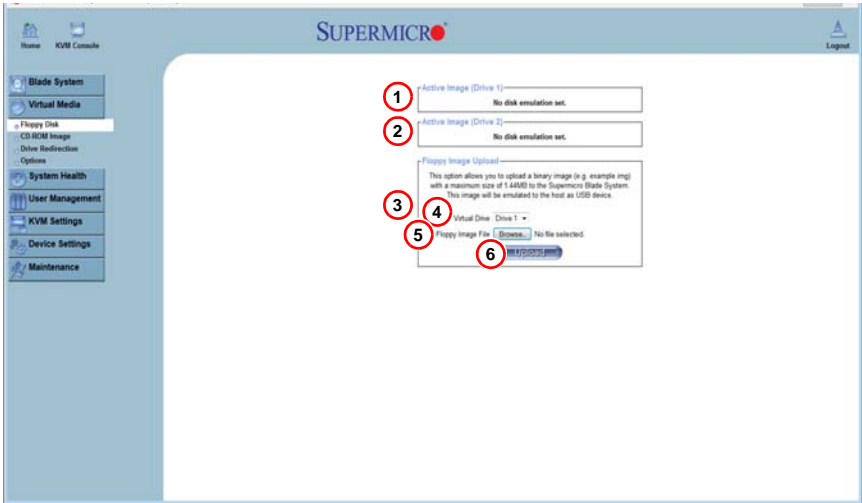 SUPERMICRO
Home
KVM Console
Logout
Blade System
Virtual Media
Floppy Disk
CD-ROM Image
Drive Redirection
Options
System Health
User Management
KVM Settings
Device Settings
Maintenance
1
Active Image (Drive 1)
No disk emulation set.
2
Active Image (Drive 2)
No disk emulation set.
Floppy Image Upload
This option allows you to upload a binary image (e.g. example img)
with a maximum size of 1.44MB to the Supermicro Blade System.
This image will be emulated to the host as USB device.
3
4
Virtual Drive Drive 1
5
Floppy Image File Browse.. No file selected.
6
Upload